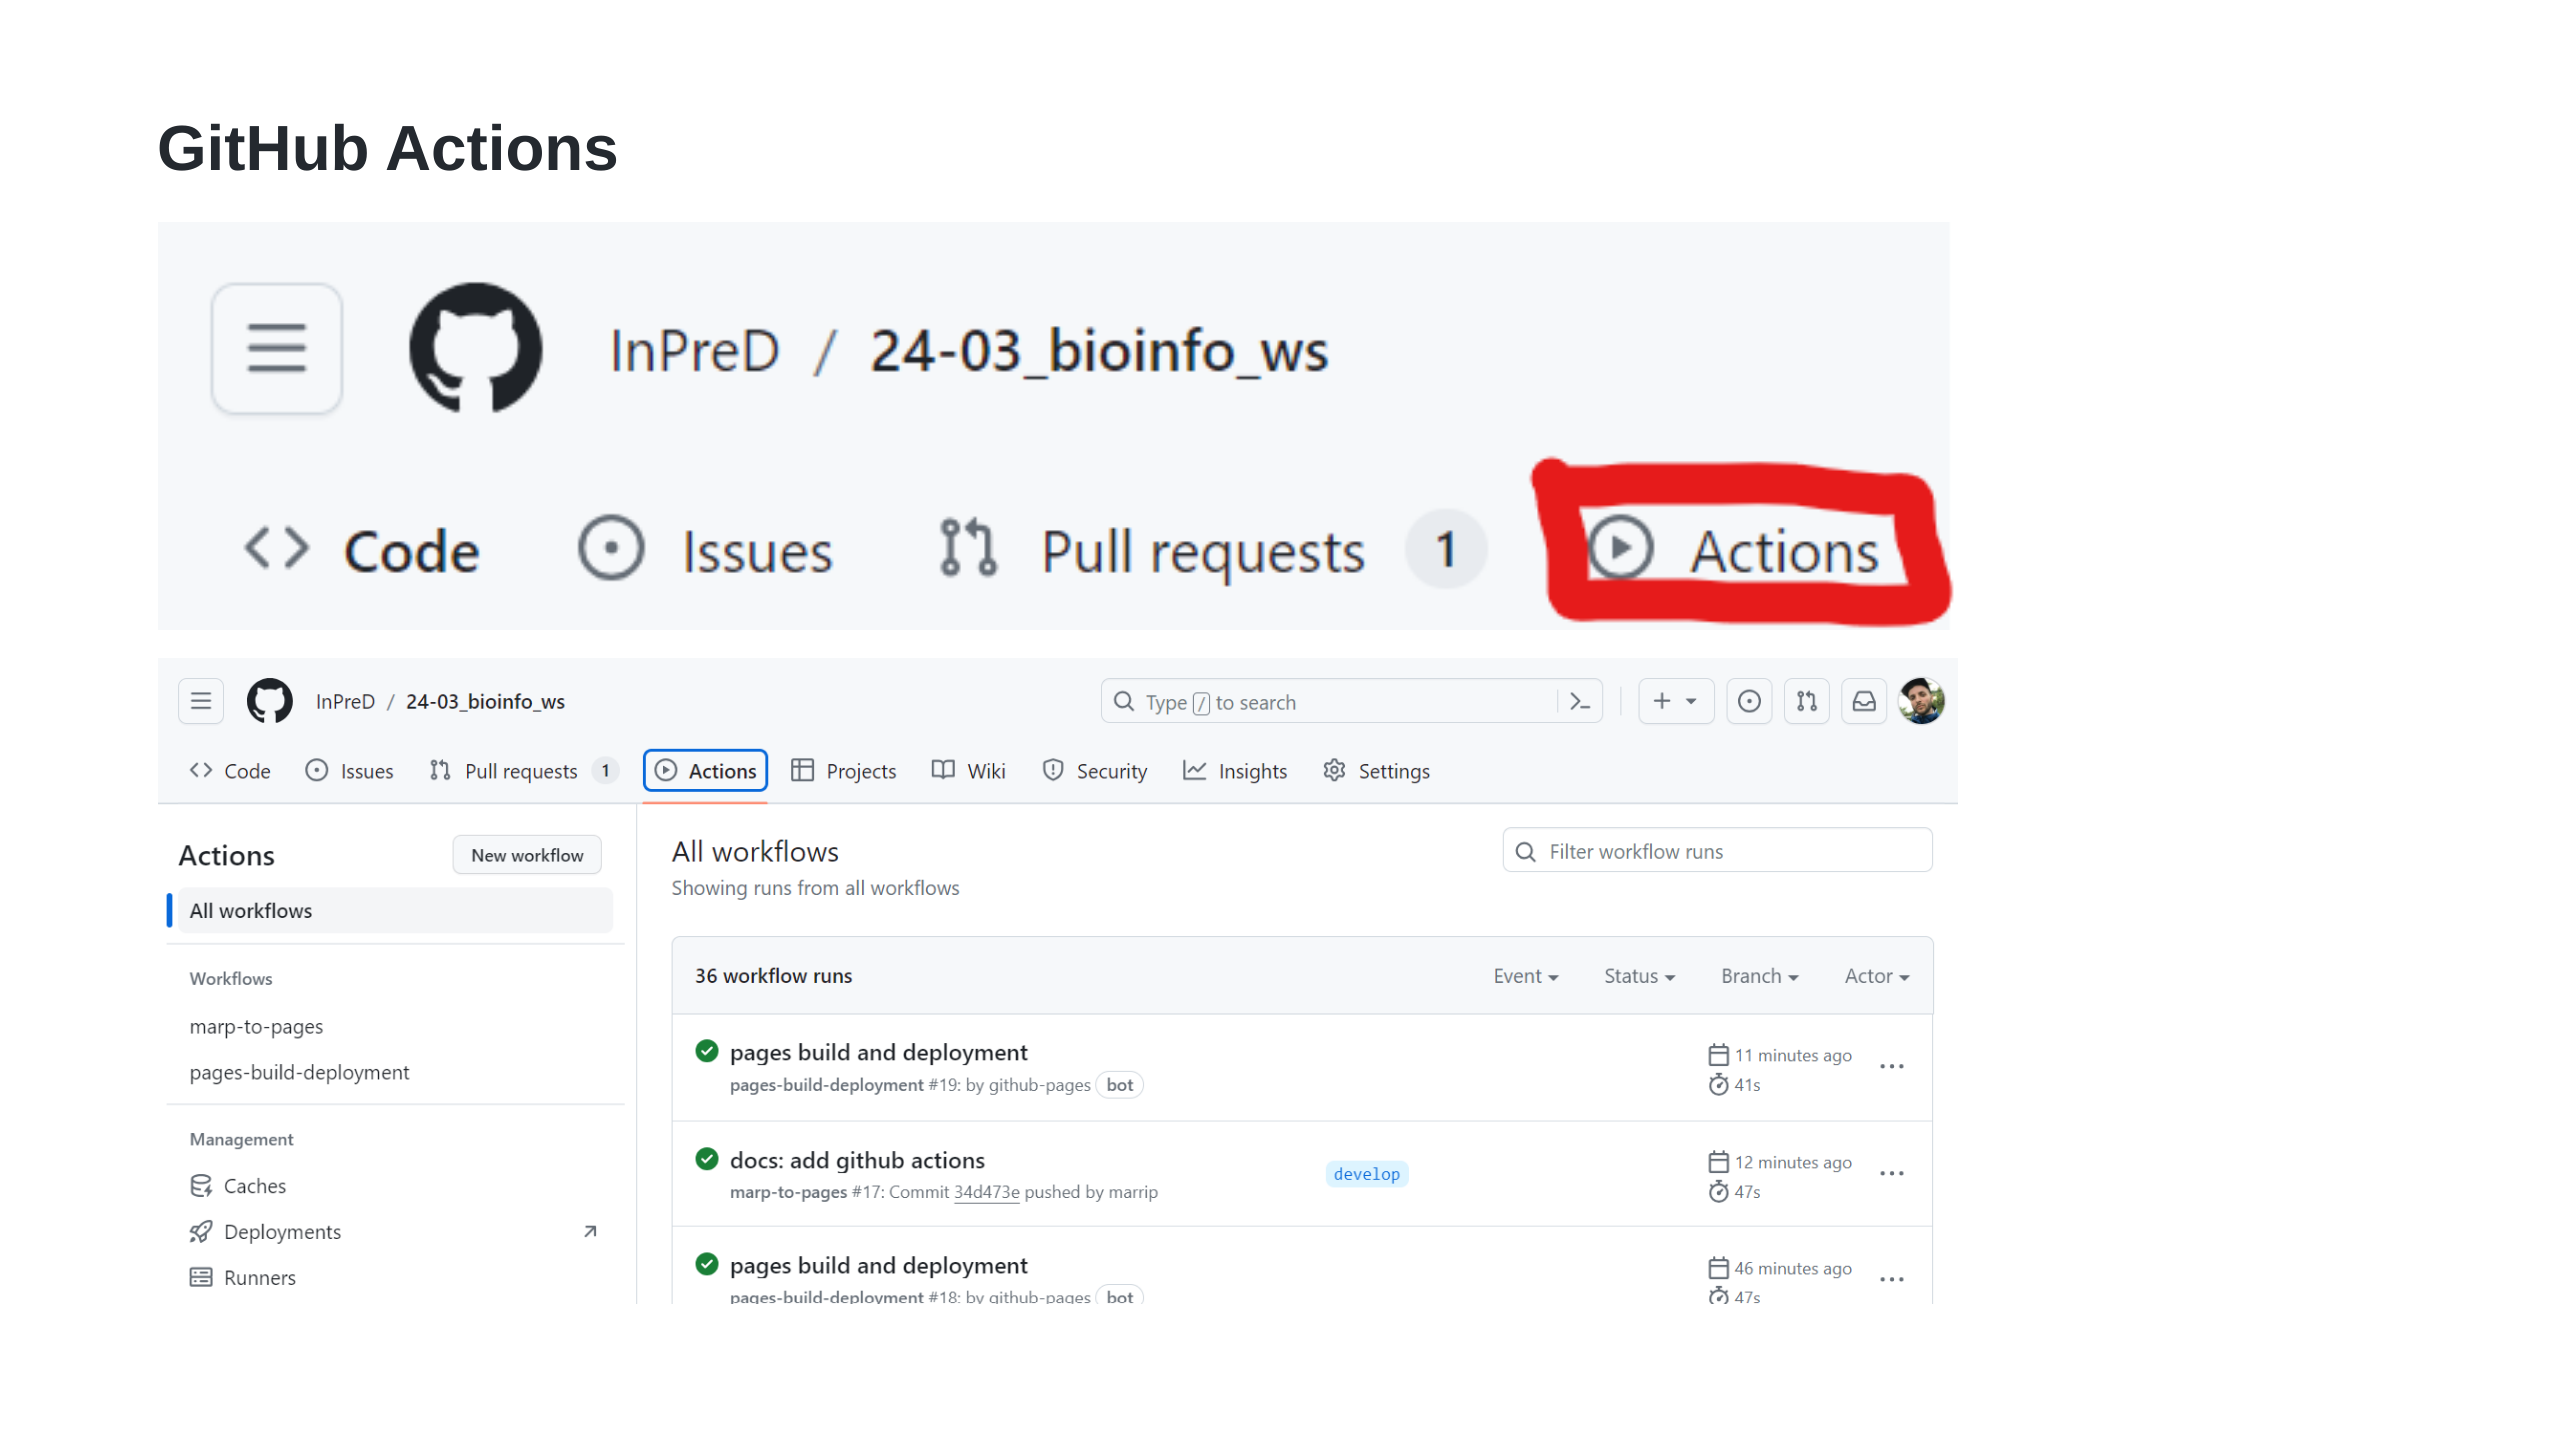 GitHub Actions
InPreD / 24-03_bioinfo_ws
Code Issues Pull requests 1 Actions
InPreD / 24-03_bioinfo_ws Type / to search
Code Issues Pull requests 1 Actions Projects Wiki Security Insights Settings
Actions New workflow
All workflows
Workflows
marp-to-pages
pages-build-deployment
Management
Caches
Deployments
Runners
All workflows Filter workflow runs
Showing runs from all workflows
36 workflow runs Event Status Branch Actor
pages build and deployment 11 minutes ago
pages-build-deployment #19: by github-pages bot 41s
docs: add github actions develop 12 minutes ago
marp-to-pages #17: Commit 34d473e pushed by marrip 47s
pages build and deployment 46 minutes ago
pages-build-deployment #18: by github-pages bot 47s